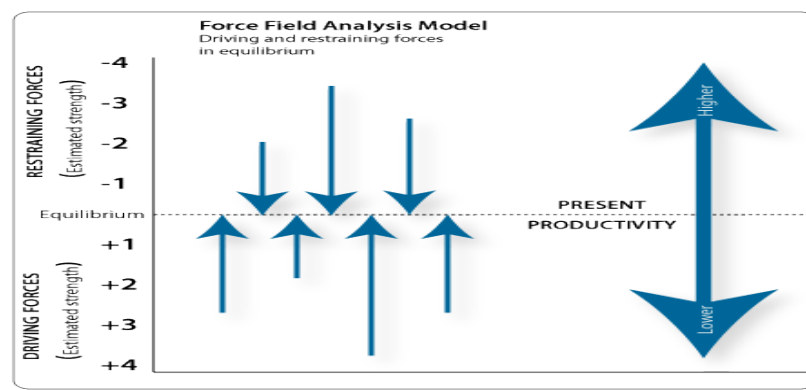 Force Field Analysis Model
Driving and restraining forces
in equilibrium
RESTRAINING FORCES
(Estimated strength)
-4
-3
-2
-1
Equilibrium
+1
+2
+3
+4
DRIVING FORCES
(Estimated strength)
PRESENT
PRODUCTIVITY
Higher
Lower